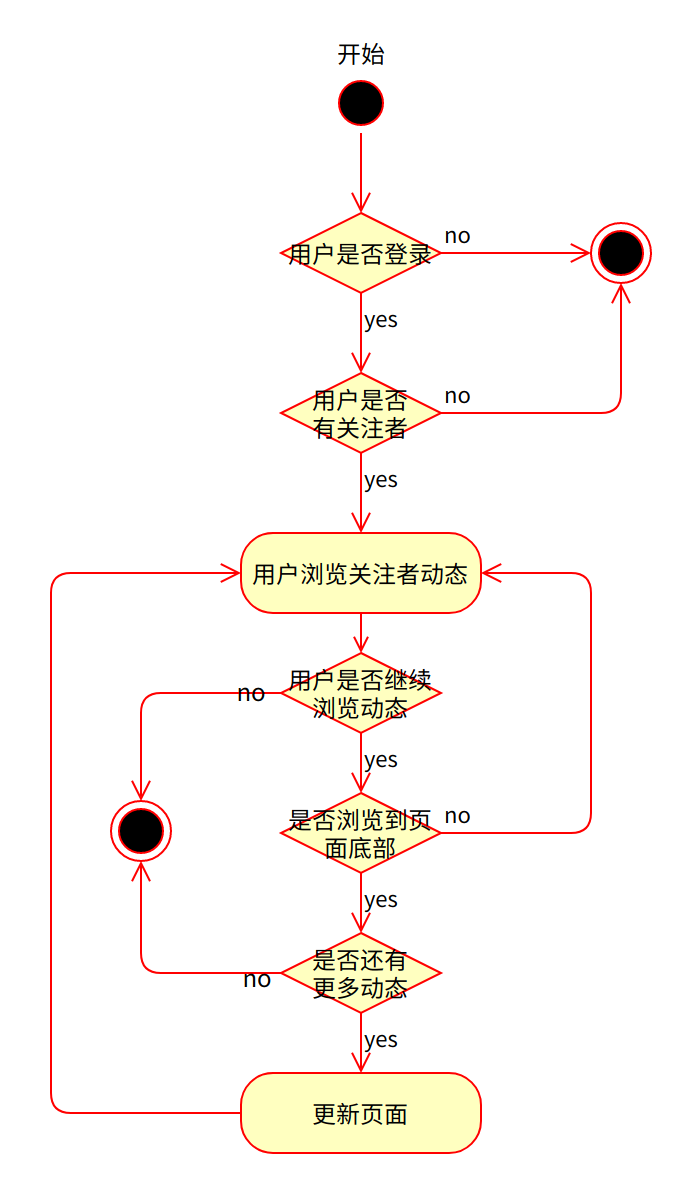 开始
用户是否登录
no
yes
用户是否
有关注者
no
yes
用户浏览关注者动态
用户是否继续
浏览动态
no
yes
是否浏览到页
面底部
no
yes
是否还有
更多动态
no
yes
更新页面